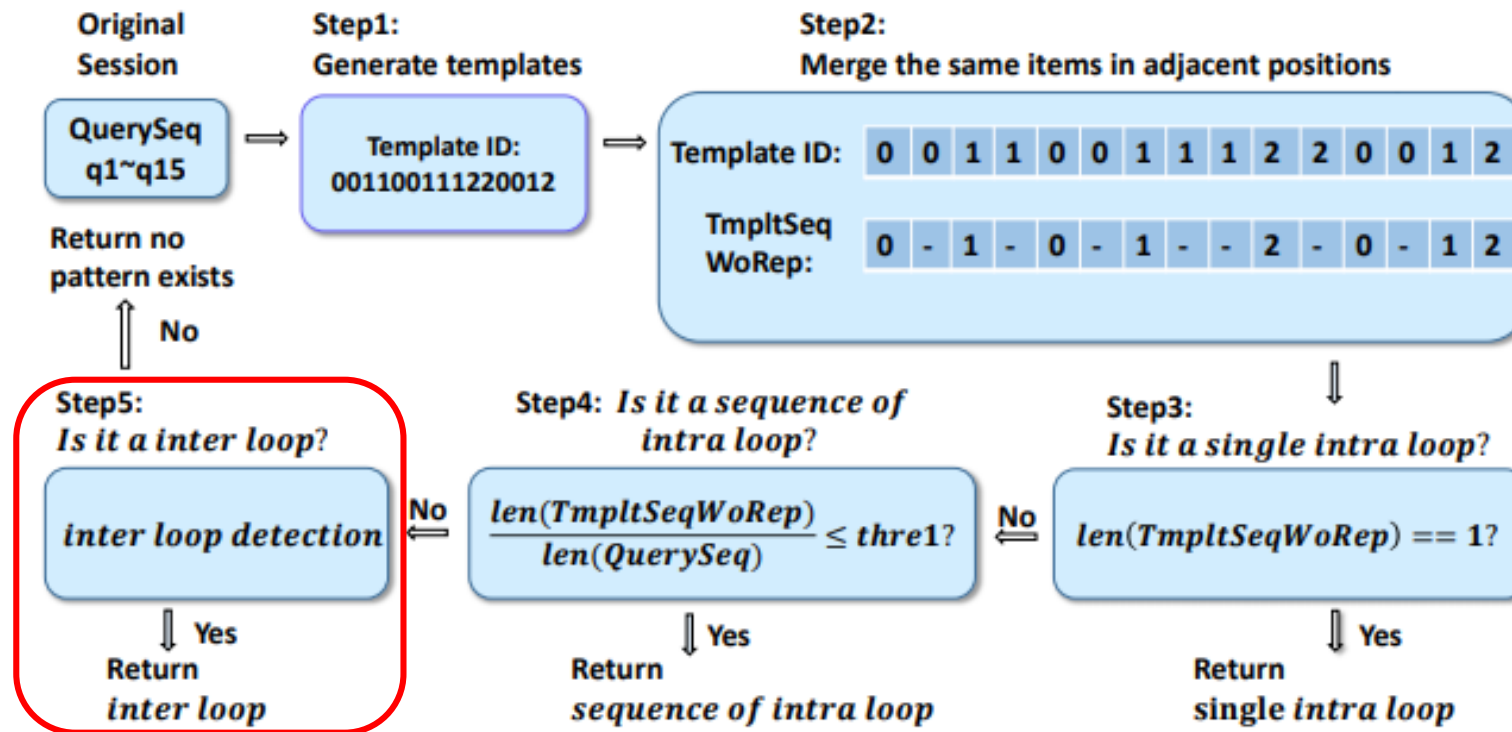 Original
Session
QuerySeq
q1~q15
Step1:
Generate templates
Template ID:
001100111220012
Step2:
Merge the same items in adjacent positions
Template ID: 0 0 1 1 0 0 1 1 1 2 2 0 0 1 2
TmpltSeq
WoRep: 0 - 1 - 0 - 1 - - 2 - 0 - 1 2
Step3:
Is it a single intra loop?
len(TmpltSeqWoRep) == 1?
Yes
Return
single intra loop
No
Step4: Is it a sequence of
intra loop?
len(TmpltSeqWoRep)
len(QuerySeq)
≤ thre1?
Yes
Return
sequence of intra loop
No
Step5:
Is it a inter loop?
inter loop detection
Yes
Return
inter loop
No
Return no
pattern exists